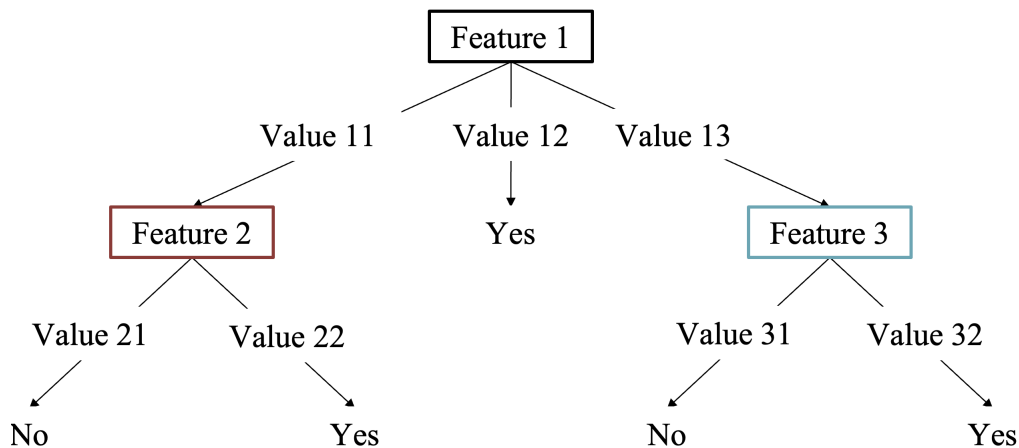 Feature 1
Value 11
Value 12
Value 13
Feature 2
Yes
Feature 3
Value 21
Value 22
Value 31
Value 32
No
Yes
No
Yes